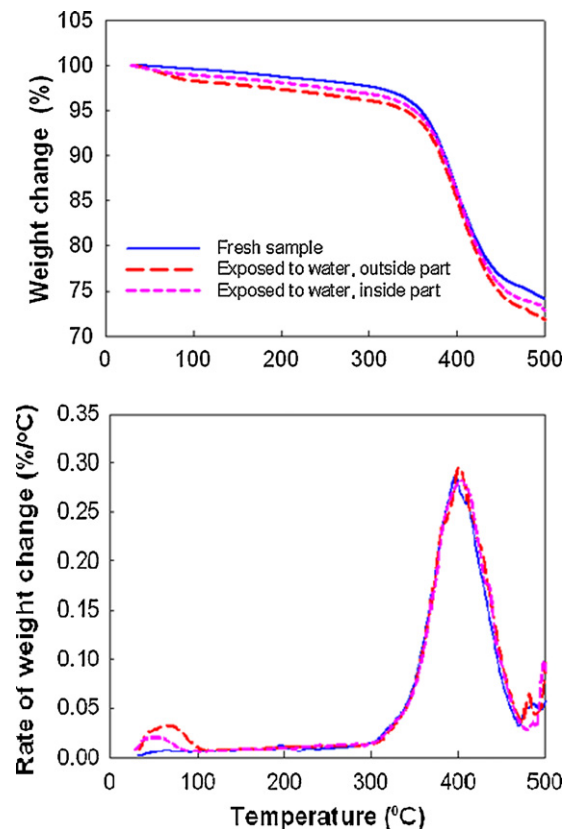 105
100
95
90
85
80
75
70
Weight change (%)
Fresh sample
Exposed to water, outside part
Exposed to water, inside part
0 100 200 300 400 500
0.35
0.30
0.25
0.20
0.15
0.10
0.05
0.00
Rate of weight change (%/ºC)
0 100 200 300 400 500
Temperature (⁰C)